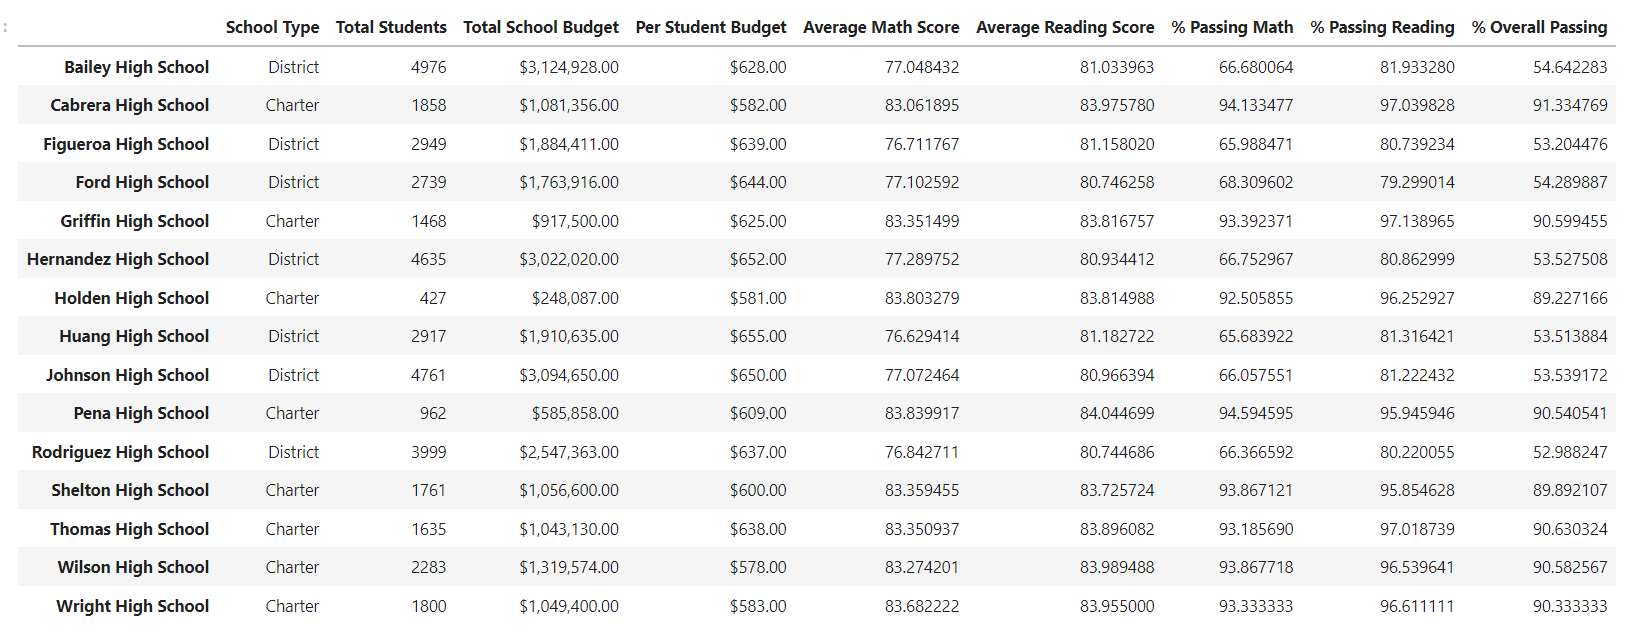 School Type Total Students Total School Budget Per Student Budget Average Math Score Average Reading Score % Passing Math % Passing Reading % Overall Passing
Bailey High School District 4976 $3,124,928.00 $628.00 77.048432 81.033963 66.680064 81.933280 54.642283
Cabrera High School Charter 1858 $1,081,356.00 $582.00 83.061895 83.975780 94.133477 97.039828 91.334769
Figueroa High School District 2949 $1,884,411.00 $639.00 76.711767 81.158020 65.988471 80.739234 53.204476
Ford High School District 2739 $1,763,916.00 $644.00 77.102592 80.746258 68.309602 79.299014 54.289887
Griffin High School Charter 1468 $917,500.00 $625.00 83.351499 83.816757 93.392371 97.138965 90.599455
Hernandez High School District 4635 $3,022,020.00 $652.00 77.289752 80.934412 66.752967 80.862999 53.527508
Holden High School Charter 427 $248,087.00 $581.00 83.803279 83.814988 92.505855 96.252927 89.227166
Huang High School District 2917 $1,910,635.00 $655.00 76.629414 81.182722 65.683922 81.316421 53.513884
Johnson High School District 4761 $3,094,650.00 $650.00 77.072464 80.966394 66.057551 81.222432 53.539172
Pena High School Charter 962 $585,858.00 $609.00 83.839917 84.044699 94.594595 95.945946 90.540541
Rodriguez High School District 3999 $2,547,363.00 $637.00 76.842711 80.744686 66.366592 80.220055 52.988247
Shelton High School Charter 1761 $1,056,600.00 $600.00 83.359455 83.725724 93.867121 95.854628 89.892107
Thomas High School Charter 1635 $1,043,130.00 $638.00 83.350937 83.896082 93.185690 97.018739 90.630324
Wilson High School Charter 2283 $1,319,574.00 $578.00 83.274201 83.989488 93.867718 96.539641 90.582567
Wright High School Charter 1800 $1,049,400.00 $583.00 83.682222 83.955000 93.333333 96.611111 90.333333